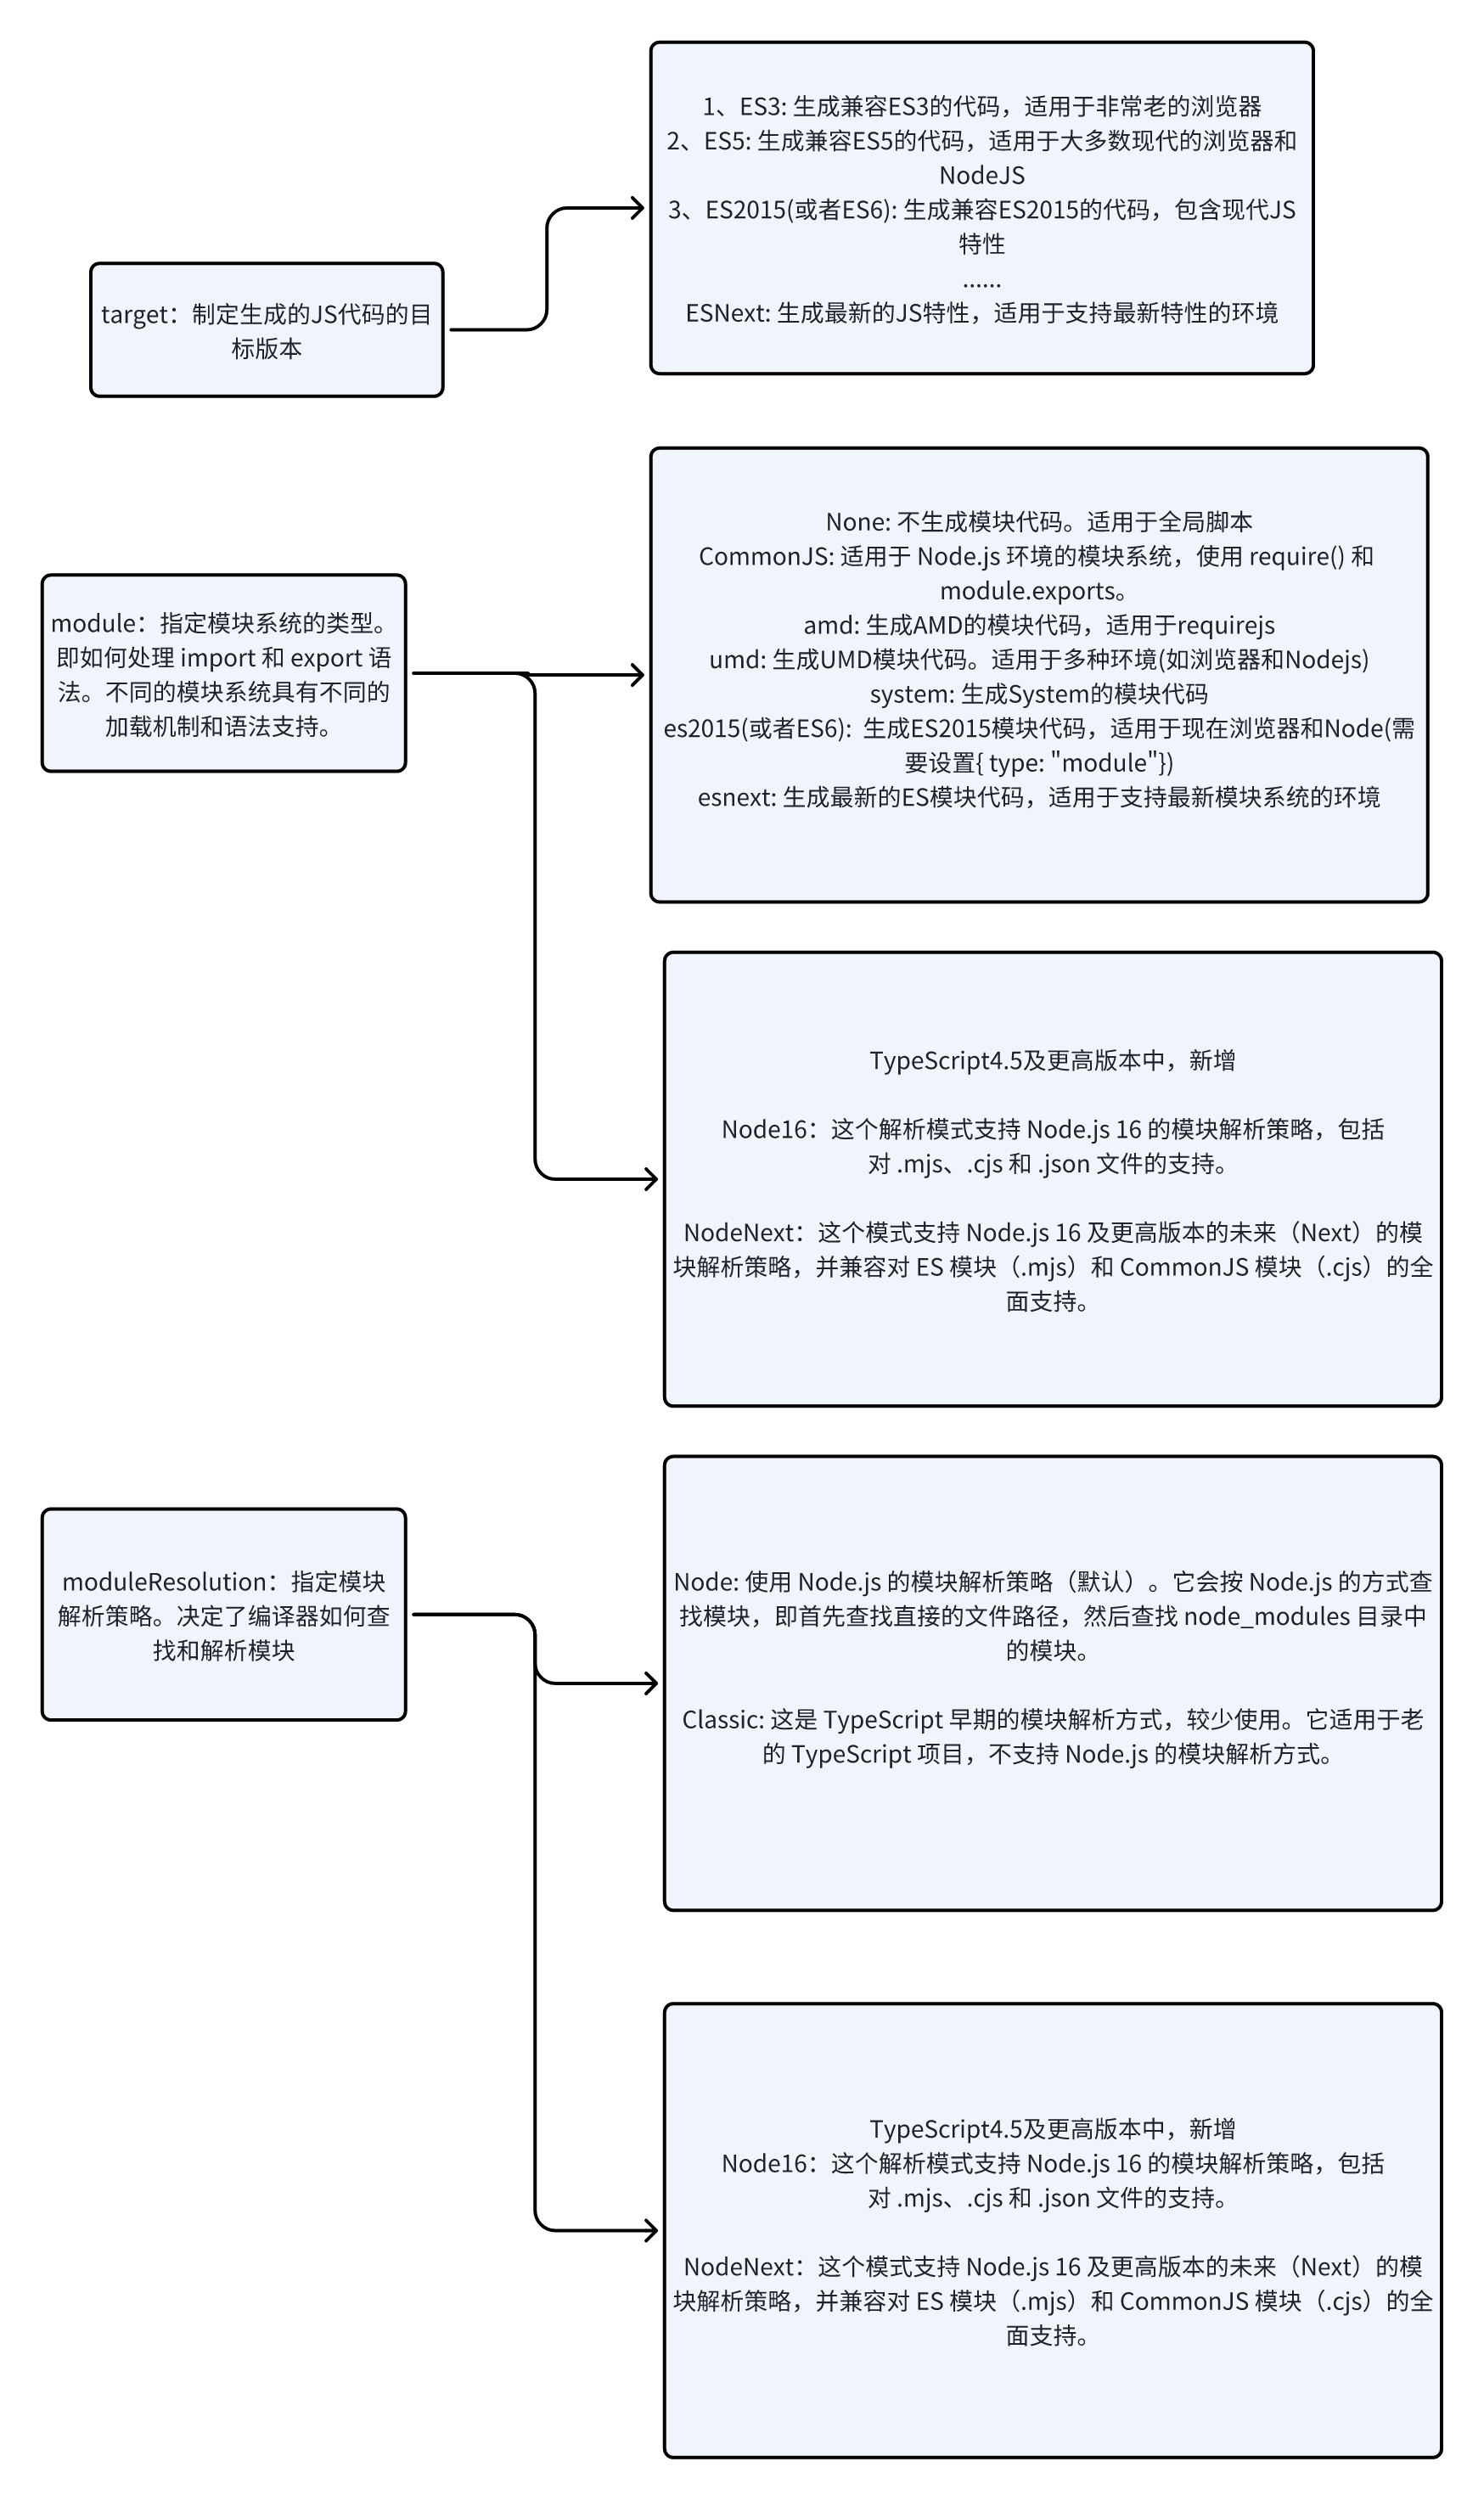 1、ES3: 生成兼容ES3的代码，适用于非常老的浏览器
2、ES5: 生成兼容ES5的代码，适用于大多数现代的浏览器和
NodeJS
3、ES2015(或者ES6): 生成兼容ES2015的代码，包含现代JS
特性
......
ESNext: 生成最新的JS特性，适用于支持最新特性的环境
target：制定生成的JS代码的目
标版本
None: 不生成模块代码。适用于全局脚本
CommonJS: 适用于 Node.js 环境的模块系统，使用 require() 和
module.exports。
amd: 生成AMD的模块代码，适用于requirejs
umd: 生成UMD模块代码。适用于多种环境(如浏览器和Nodejs)
system: 生成System的模块代码
es2015(或者ES6):  生成ES2015模块代码，适用于现在浏览器和Node(需
要设置{ type: "module"})
esnext: 生成最新的ES模块代码，适用于支持最新模块系统的环境
module：指定模块系统的类型。
即如何处理 import 和 export 语
法。不同的模块系统具有不同的
加载机制和语法支持。
TypeScript4.5及更高版本中，新增
Node16：这个解析模式支持 Node.js 16 的模块解析策略，包括
对 .mjs、.cjs 和 .json 文件的支持。
NodeNext：这个模式支持 Node.js 16 及更高版本的未来（Next）的模
块解析策略，并兼容对 ES 模块（.mjs）和 CommonJS 模块（.cjs）的全
面支持。
moduleResolution：指定模块
解析策略。决定了编译器如何查
找和解析模块
Node: 使用 Node.js 的模块解析策略（默认）。它会按 Node.js 的方式查
找模块，即首先查找直接的文件路径，然后查找 node_modules 目录中
的模块。
Classic: 这是 TypeScript 早期的模块解析方式，较少使用。它适用于老
的 TypeScript 项目，不支持 Node.js 的模块解析方式。
TypeScript4.5及更高版本中，新增
Node16：这个解析模式支持 Node.js 16 的模块解析策略，包括
对 .mjs、.cjs 和 .json 文件的支持。
NodeNext：这个模式支持 Node.js 16 及更高版本的未来（Next）的模
块解析策略，并兼容对 ES 模块（.mjs）和 CommonJS 模块（.cjs）的全
面支持。